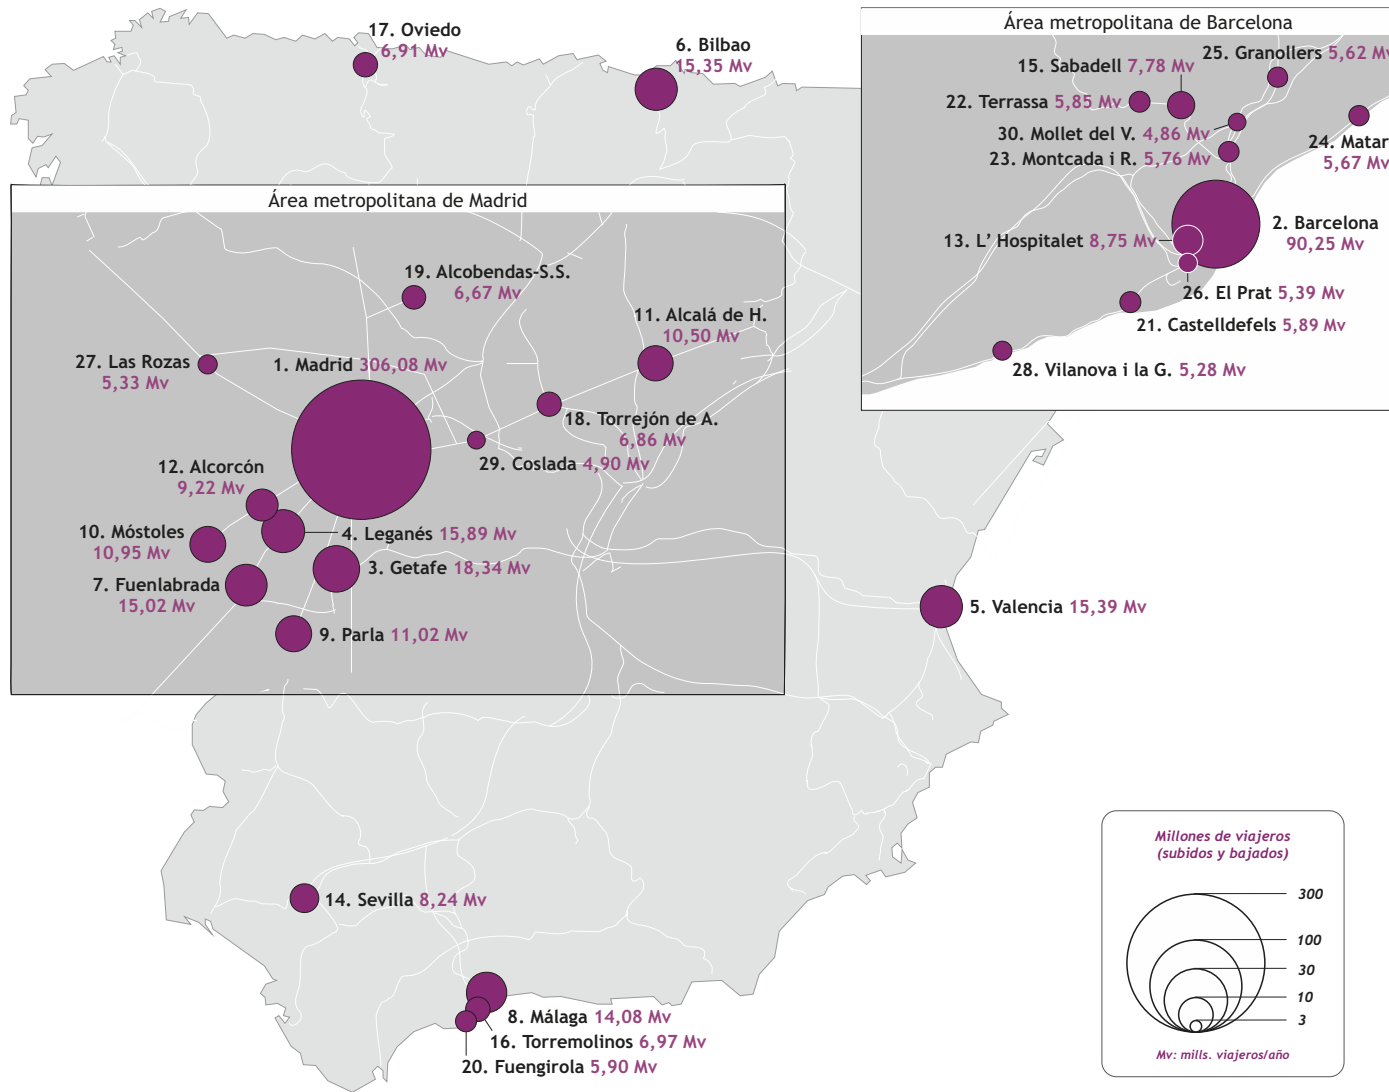 17. Oviedo
6,91 Mv
6. Bilbao
15,35 Mv
Área metropolitana de Barcelona
25. Granollers 5,62 Mv
15. Sabadell 7,78 Mv
22. Terrassa 5,85 Mv
30. Mollet del V. 4,86 Mv
24. Matar
5,67 Mv
23. Montcada i R. 5,76 Mv
2. Barcelona
90,25 Mv
13. L' Hospitalet 8,75 Mv
26. El Prat 5,39 Mv
21. Castelldefels 5,89 Mv
28. Vilanova i la G. 5,28 Mv
Área metropolitana de Madrid
19. Alcobendas-S.S.
6,67 Mv
11. Alcalá de H.
10,50 Mv
27. Las Rozas
5,33 Mv
1. Madrid 306,08 Mv
18. Torrejón de A.
6,86 Mv
29. Coslada 4,90 Mv
12. Alcorcón
9,22 Mv
10. Móstoles
10,95 Mv
4. Leganés 15,89 Mv
3. Getafe 18,34 Mv
7. Fuenlabrada
15,02 Mv
9. Parla 11,02 Mv
5. Valencia 15,39 Mv
14. Sevilla 8,24 Mv
8. Málaga 14,08 Mv
16. Torremolinos 6,97 Mv
20. Fuengirola 5,90 Mv
Millones de viajeros
(subidos y bajados)
300
100
30
10
3
Mv: mills. viajeros/año